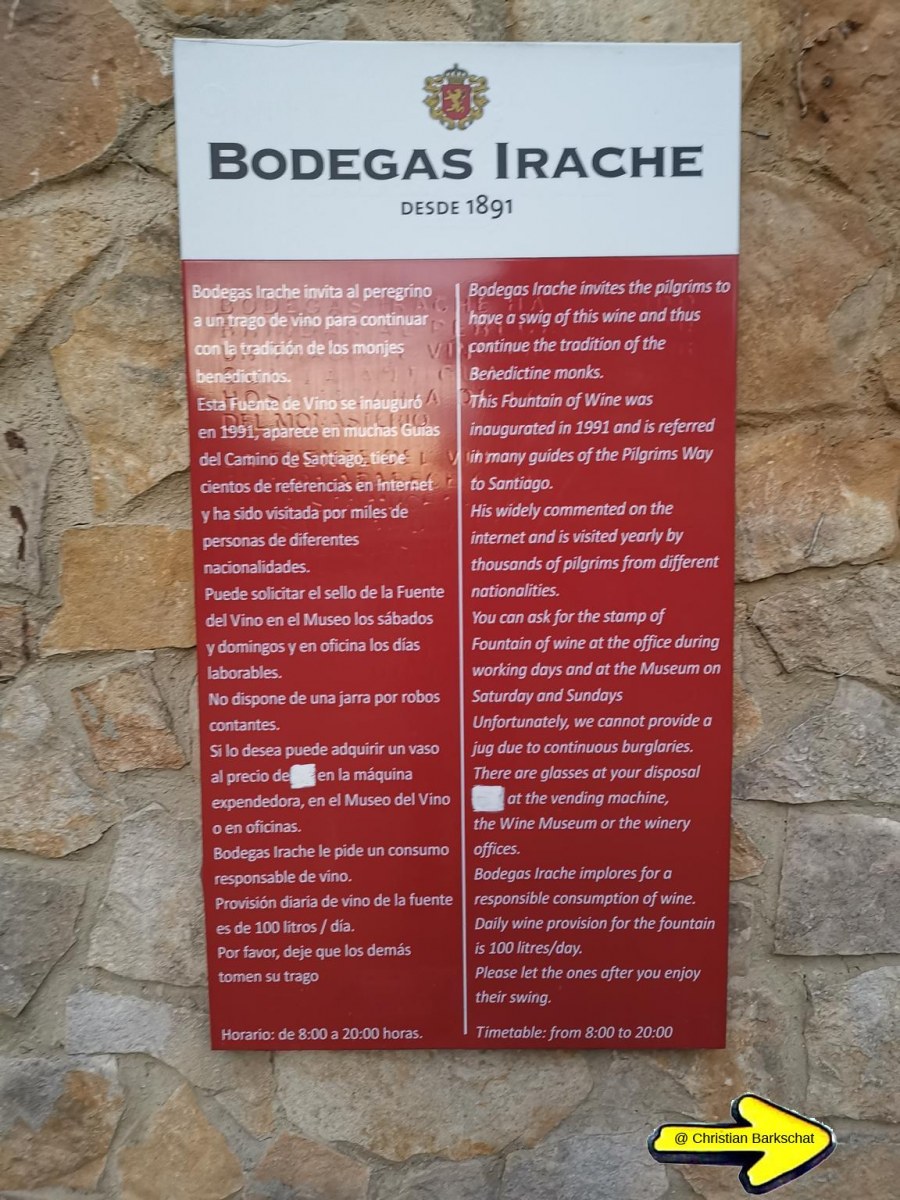 BODEGAS IRACHE
DESDE 1891
Bodegas Irache invita al peregrino
a un trago de vino para continuar
con la tradición de los monjes
benedictinos.
Esta Fuente de Vino se inauguró
en 1991, aparece en muchas Guías
del Camino de Santiago, tiene
cientos de referencias en internet
y ha sido visitada por miles de
personas de diferentes
nacionalidades.
Puede solicitar el sello de la Fuente
del Vino en el Museo los sábados
y domingos y en oficina los días
laborables.
No dispone de una jarra por robos
contantes.
Si lo desea puede adquirir un vaso
al precio de en la máquina
expendedora, en el Museo del Vino
o en oficinas.
Bodegas Irache le pide un consumo
responsable de vino.
Provisión diaria de vino de la fuente
es de 100 litros / día.
Por favor, deje que los demás
tomen su trago
Horario: de 8:00 a 20:00 horas.
Bodegas Irache invites the pilgrims to
have a swig of this wine and thus
continue the tradition of the
Benedictine monks.
This Fountain of Wine was
inaugurated in 1991 and is referred
in many guides of the Pilgrims Way
to Santiago.
His widely commented on the
internet and is visited yearly by
thousands of pilgrims from different
nationalities.
You can ask for the stamp of
Fountain of wine at the office during
working days and at the Museum on
Saturday and Sundays
Unfortunately, we cannot provide a
jug due to continuous burglaries.
There are glasses at your disposal
at the vending machine,
the Wine Museum or the winery
offices.
Bodegas Irache implores for a
responsible consumption of wine.
Daily wine provision for the fountain
is 100 litres/day.
Please let the ones after you enjoy
their swing.
Timetable: from 8:00 to 20:00
@ Christian Barkschat